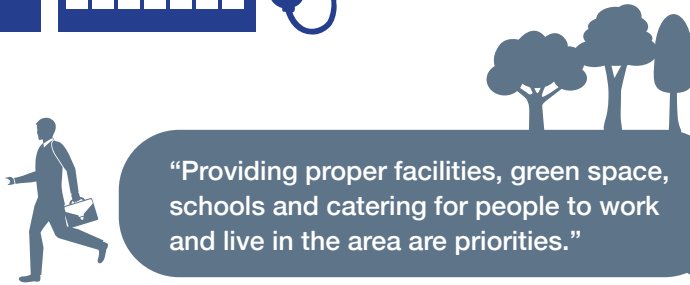 “Providing proper facilities, green space,
schools and catering for people to work
and live in the area are priorities.”